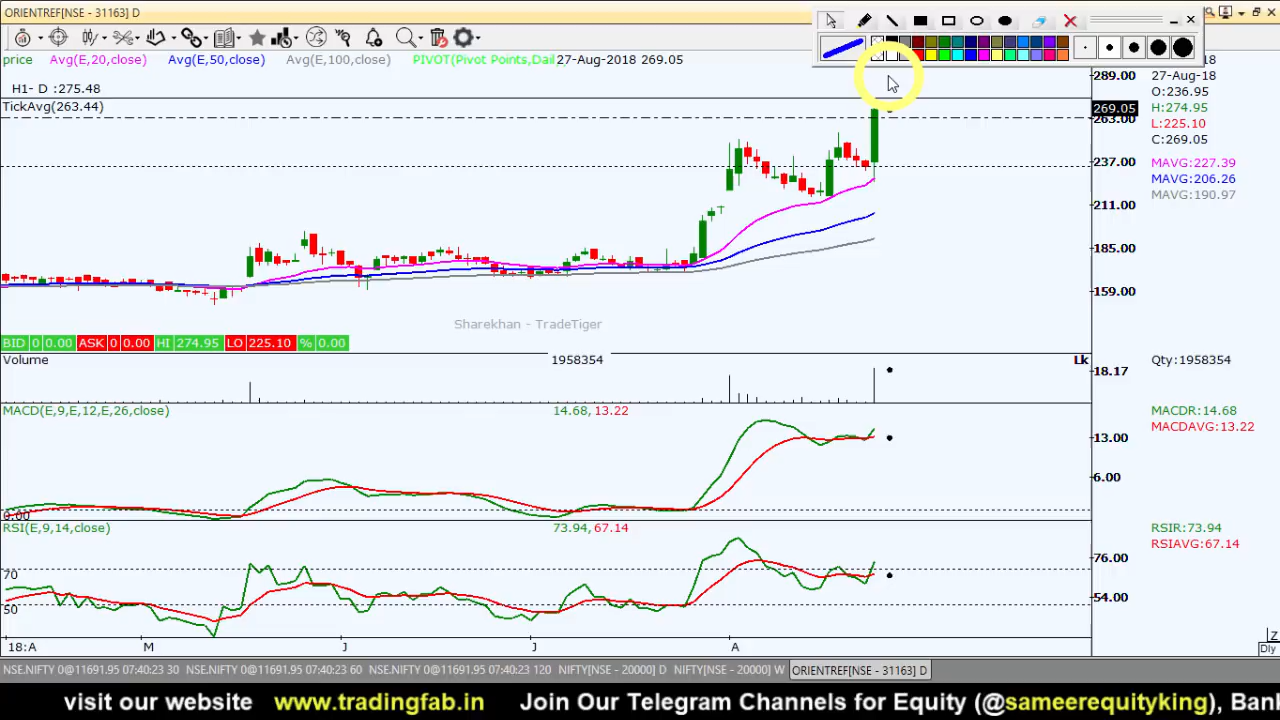 ORIENTREF[NSE - 31163] D
price Avg(E,20,close) Avg(E,50,close) Avg(E,100,close) PIVOT(Pivot Points,Dail 27-Aug-2018 269.05
H1- D :275.48
TickAvg(263.44)
289.00
269.05
263.00
237.00
211.00
185.00
159.00
27-Aug-18
O:236.95
H:274.95
L:225.10
C:269.05
MAVG:227.39
MAVG:206.26
MAVG:190.97
Sharekhan - TradeTiger
BID 0 0.00 ASK 0 0.00 HI 274.95 LO 225.10 % 0.00
Volume 1958354 Lk Qty:1958354
18.17
MACD(E,9,E,12,E,26,close) 14.68, 13.22 MACDR:14.68
MACDAVG:13.22
13.00
6.00
0.00
RSI(E,9,14,close) 73.94, 67.14 RSIR:73.94
RSIAVG:67.14
76.00
70
54.00
50
18:A M J J A Z
Dly
NSE.NIFTY 0@11691.95 07:40:23 30 NSE.NIFTY 0@11691.95 07:40:23 60 NSE.NIFTY 0@11691.95 07:40:23 120 NIFTY[NSE - 20000] D NIFTY[NSE - 20000] W ORIENTREF[NSE - 31163] D
visit our website www.tradingfab.in Join Our Telegram Channels for Equity (@sameerequityking), Ban